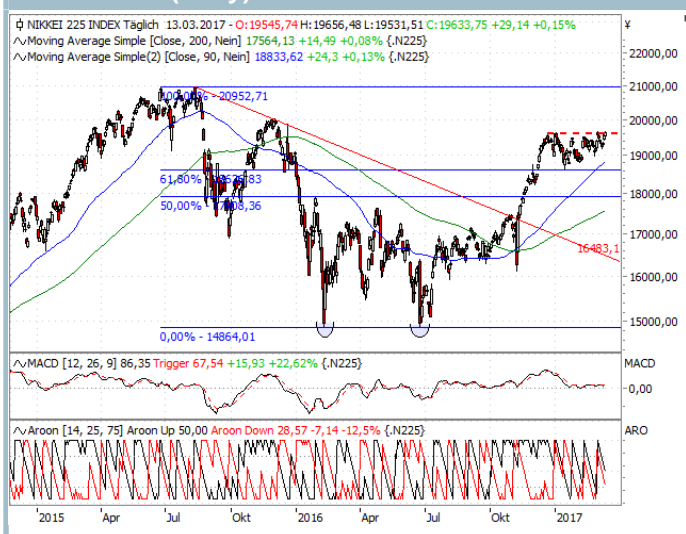 NIKKEI 225 INDEX Täglich 13.03.2017 - O:19545,74 H:19656,48 L:19531,51 C:19633,75 +29,14 +0,15%
Moving Average Simple [Close, 200, Nein] 17564,13 +14,49 +0,08% {.N225}
Moving Average Simple(2) [Close, 90, Nein] 18833,62 +24,3 +0,13% {.N225}
¥
22000,00
21000,00
100,00% - 20952,71
20000,00
19000,00
61,80%
18000,00
50,00%
17000,00
16483,1
16000,00
15000,00
0,00% - 14864,01
MACD [12, 26, 9] 86,35 Trigger 67,54 +15,93 +22,62% {.N225}
MACD
0,00
Aroon [14, 25, 75] Aroon Up 50,00 Aroon Down 28,57 -7,14 -12,5% {.N225}
ARO
2015 Apr Jul Okt 2016 Apr Jul Okt 2017